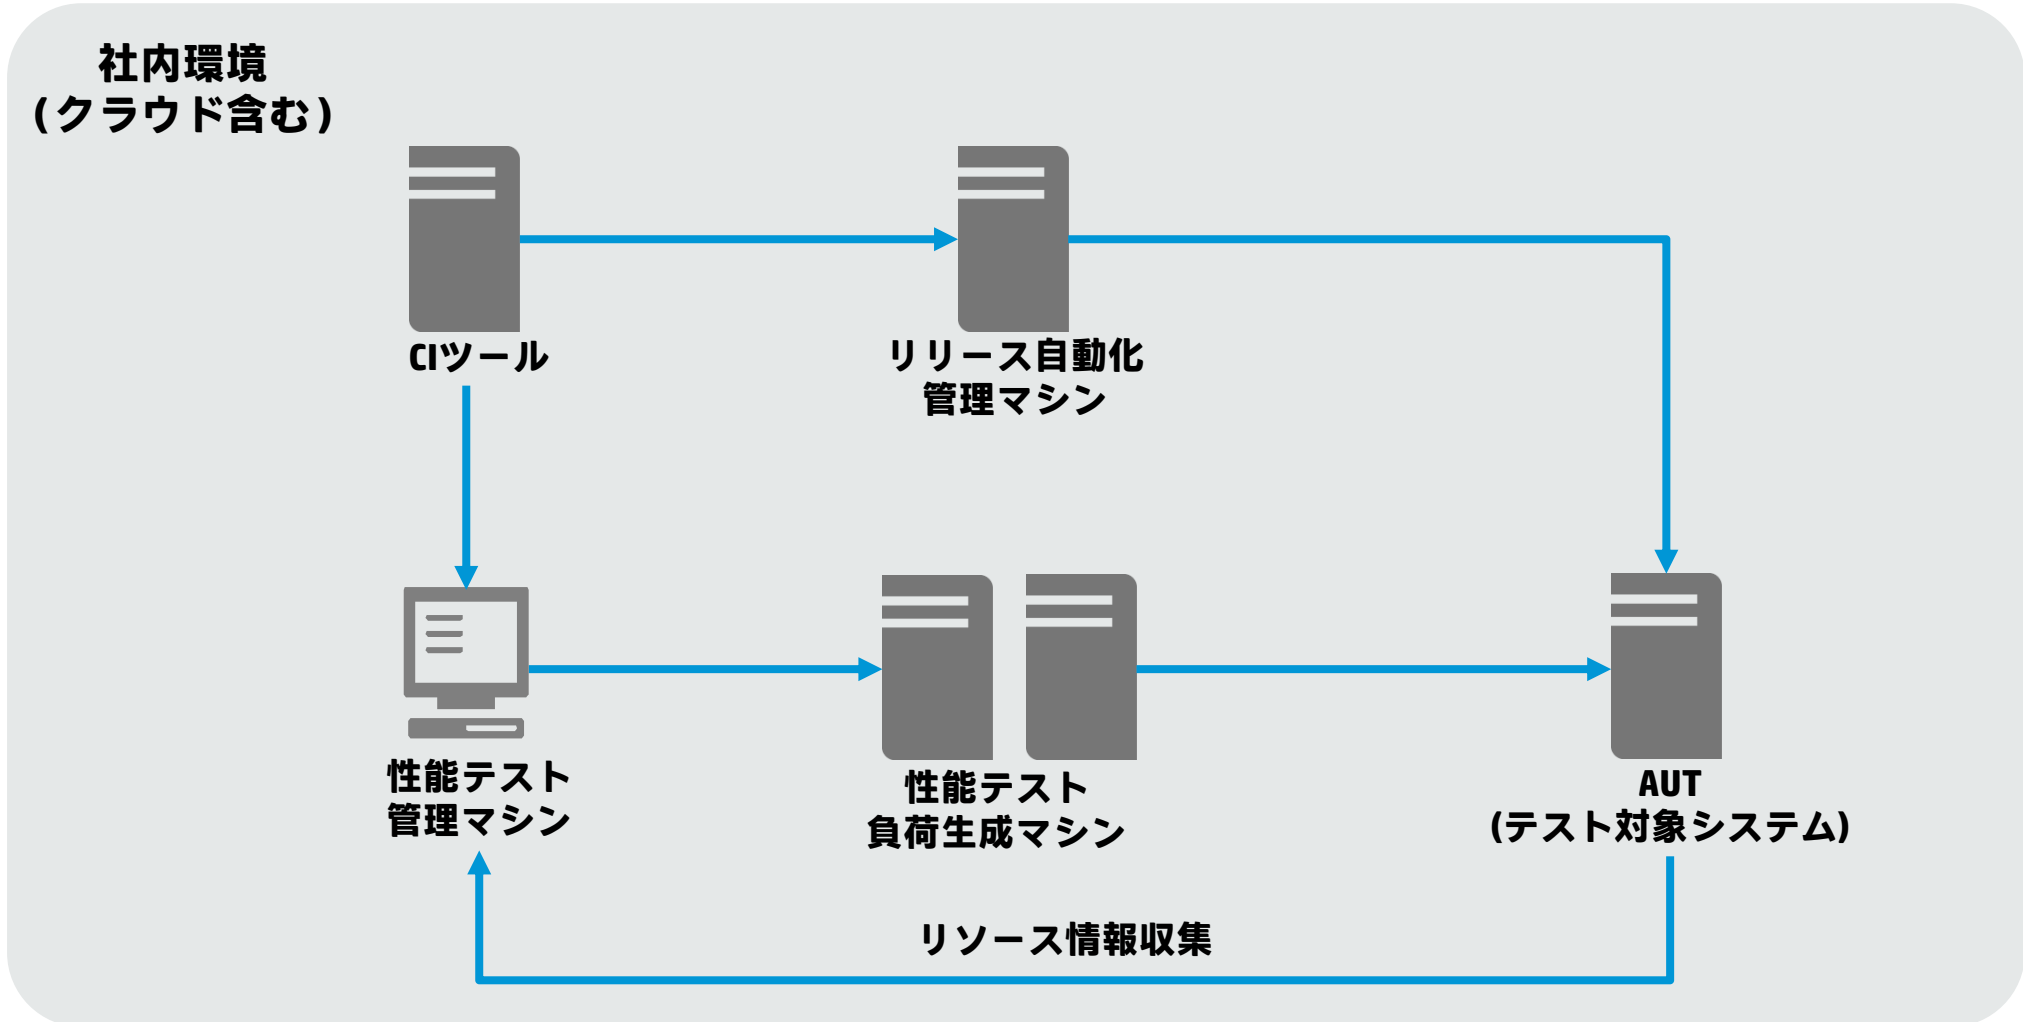 社内環境
(クラウド含む)
CIツール
リリース自動化
管理マシン
性能テスト
管理マシン
性能テスト
負荷生成マシン
AUT
(テスト対象システム)
リソース情報収集